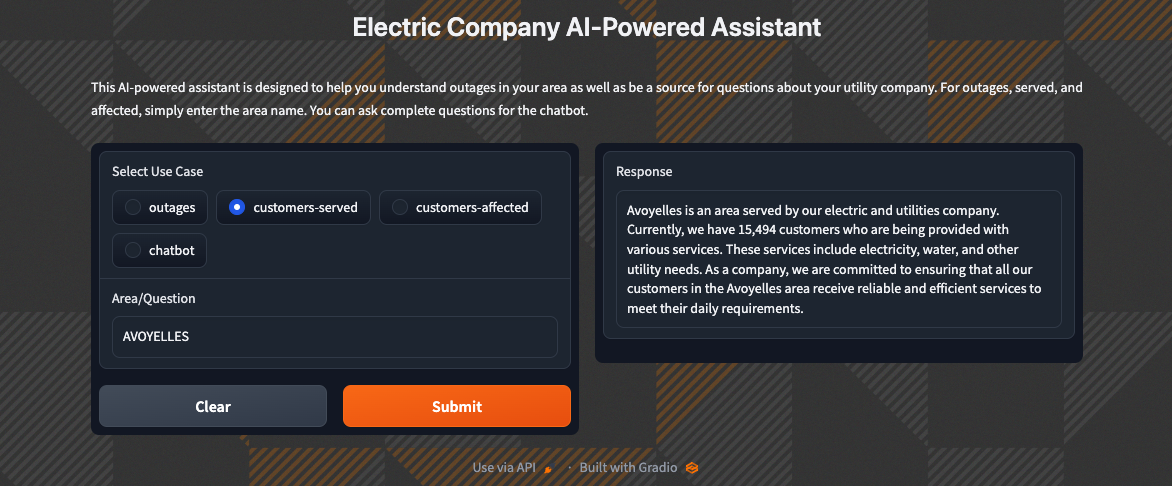 Electric Company AI-Powered Assistant
This AI-powered assistant is designed to help you understand outages in your area as well as be a source for questions about your utility company. For outages, served, and
affected, simply enter the area name. You can ask complete questions for the chatbot.
Select Use Case
outages customers-served customers-affected
chatbot
Area/Question
AVOYELLES
Clear Submit
Response
Avoyelles is an area served by our electric and utilities company.
Currently, we have 15,494 customers who are being provided with
various services. These services include electricity, water, and other
utility needs. As a company, we are committed to ensuring that all our
customers in the Avoyelles area receive reliable and efficient services to
meet their daily requirements.
Use via API · Built with Gradio